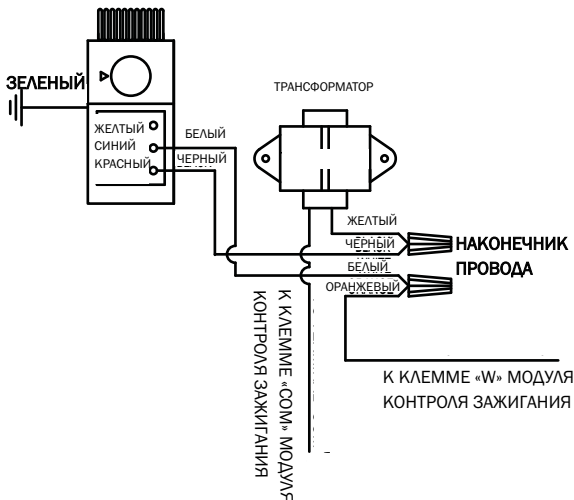 ЗЕЛЕНЫЙ
ТРАНСФОРМАТОР
ЖЕЛТЫЙ
СИНИЙ
КРАСНЫЙ
БЕЛЫЙ
ЧЕРНЫЙ
ЖЕЛТЫЙ
ЧЕРНЫЙ
БЕЛЫЙ
ОРАНЖЕВЫЙ
НАКОНЕЧНИК
ПРОВОДА
К КЛЕММЕ «COM» МОДУЛЯ
КОНТРОЛЯ ЗАЖИГАНИЯ
К КЛЕММЕ «W» МОДУЛЯ
КОНТРОЛЯ ЗАЖИГАНИЯ